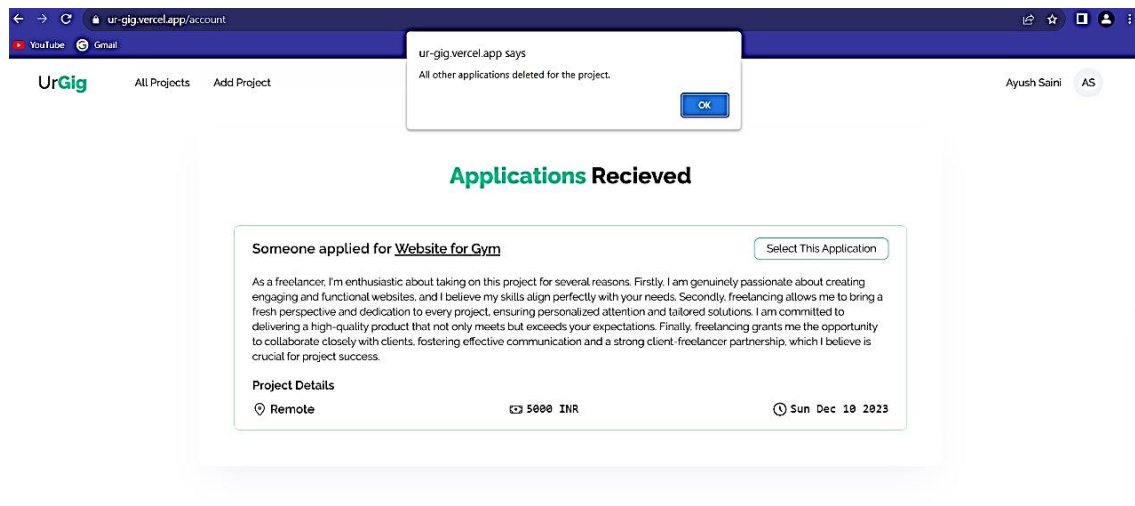 ur-gig.vercel.app/account
YouTube Gmail
ur-gig.vercel.app says
All other applications deleted for the project.
OK
UrGig All Projects Add Project Ayush Saini AS
Applications Recieved
Someone applied for Website for Gym Select This Application
As a freelancer, I'm enthusiastic about taking on this project for several reasons. Firstly, I am genuinely passionate about creating
engaging and functional websites, and I believe my skills align perfectly with your needs. Secondly, freelancing allows me to bring a
fresh perspective and dedication to every project, ensuring personalized attention and tailored solutions. I am committed to
delivering a high-quality product that not only meets but exceeds your expectations. Finally, freelancing grants me the opportunity
to collaborate closely with clients, fostering effective communication and a strong client-freelancer partnership, which I believe is
crucial for project success.
Project Details
Remote 5000 INR Sun Dec 10 2023